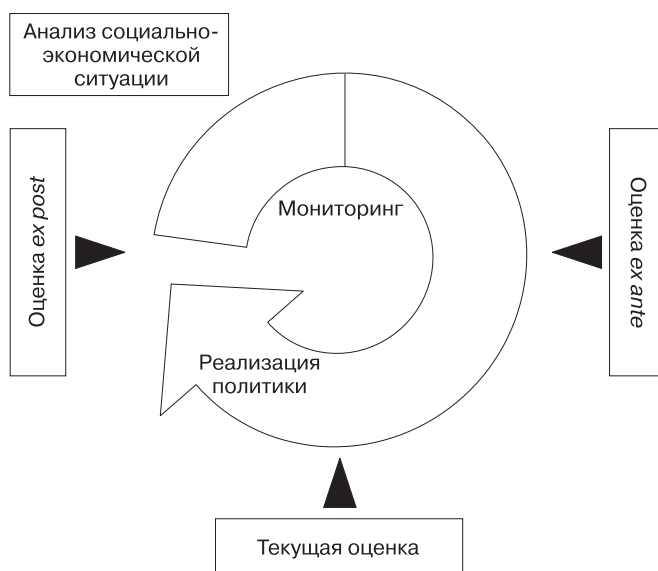 Анализ социально-
экономической
ситуации
Оценка ex post
Мониторинг
Оценка ex ante
Реализация
политики
Текущая оценка